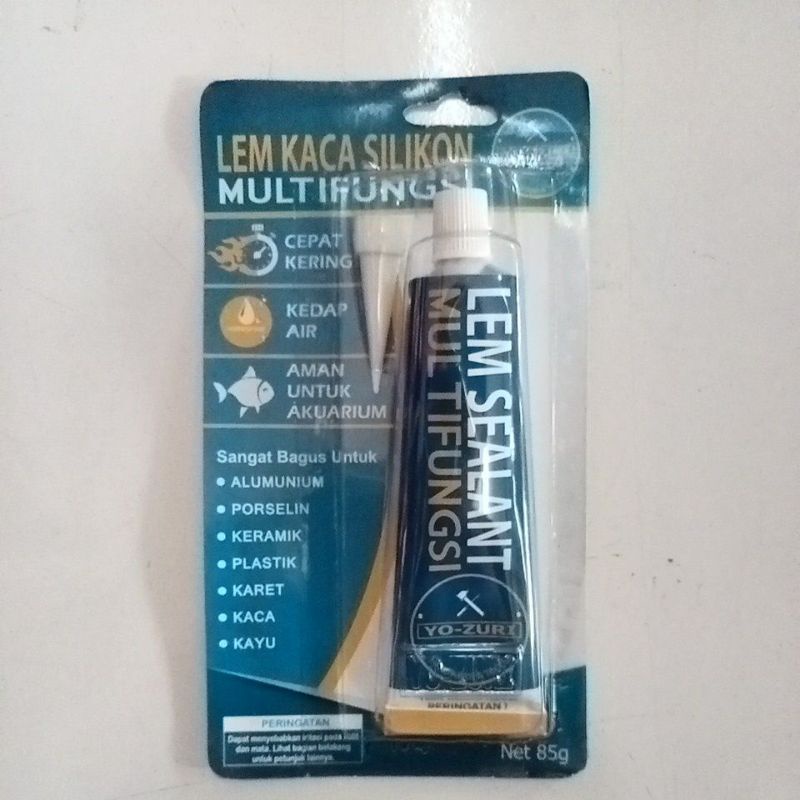 LEM KACA SILIKON
MULTIFUNGSI
CEPAT
KERING
KEDAP
AIR
AMAN
UNTUK
AKUARIUM
Sangat Bagus Untuk
ALUMUNIUM
PORSELIN
KERAMIK
PLASTIK
KARET
KACA
KAYU
PERINGATAN
Dapat menyebabkan iritasi pada kulit
dan mata. Lihat bagian belakang
untuk petunjuk lainnya.
LEM SEALANT
MULTIFUNGSI
YO-ZURI
PERINGATAN !
Net 85g